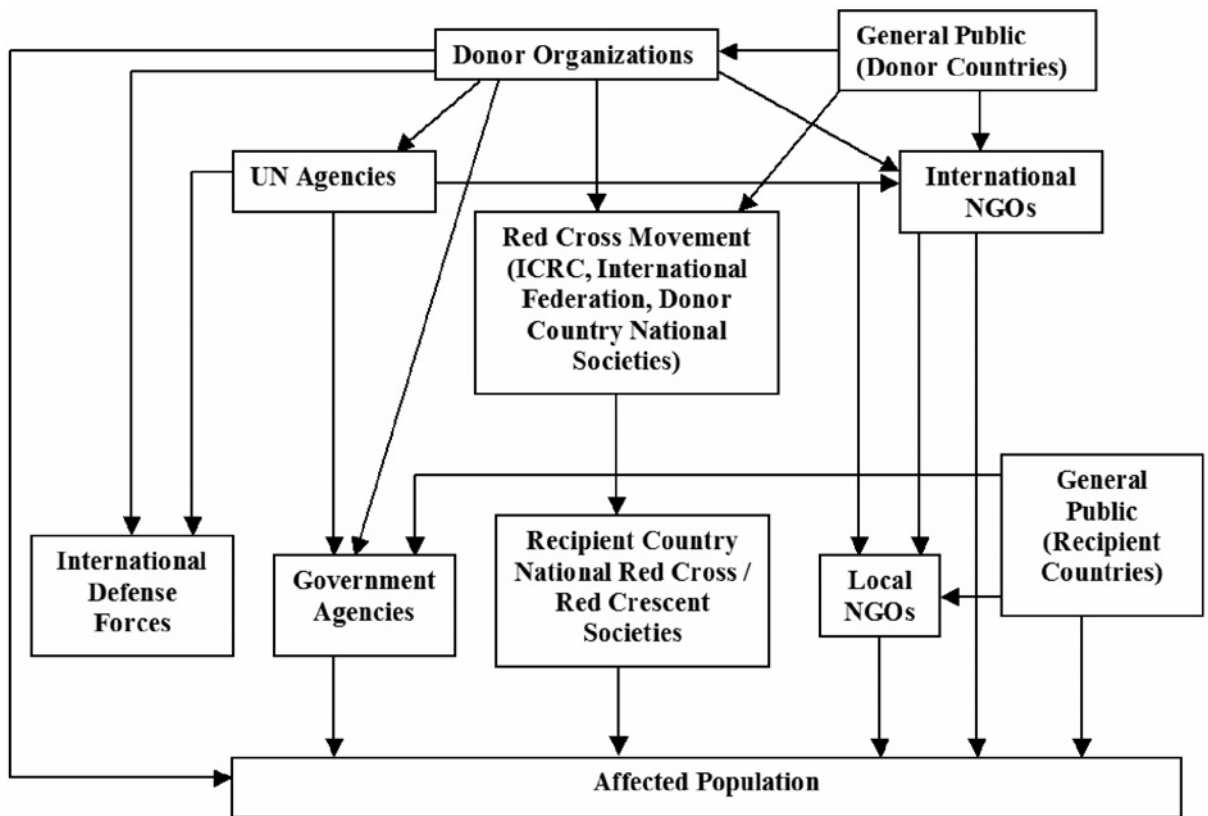 Donor Organizations
General Public
(Donor Countries)
UN Agencies
International
NGOs
Red Cross Movement
(ICRC, International
Federation, Donor
Country National
Societies)
General
Public
(Recipient
Countries)
International
Defense
Forces
Government
Agencies
Recipient Country
National Red Cross /
Red Crescent
Societies
Local
NGOs
Affected Population